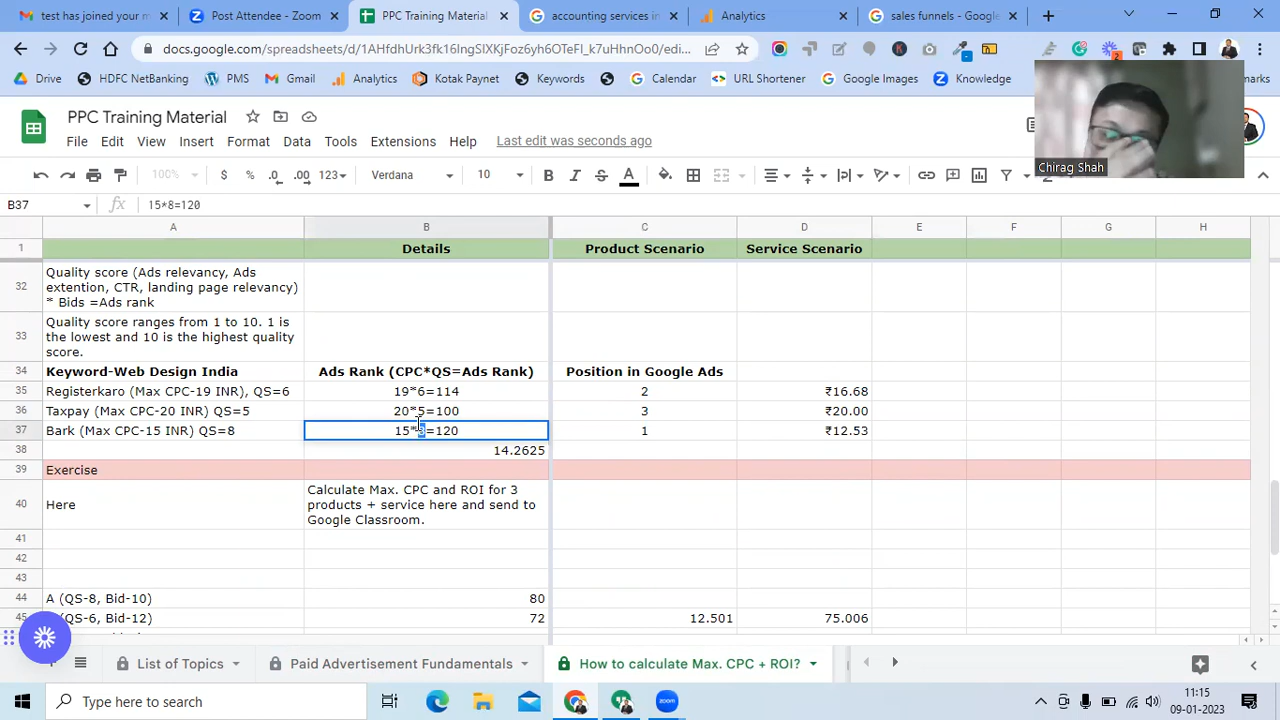 test has joined your m
Post Attendee - Zoom
PPC Training Material
accounting services in
Analytics
sales funnels - Google
docs.google.com/spreadsheets/d/1AHfdhUrk3fk16IngSlXKjFoz6yh6OTeFI_k7uHhnOo0/edi...
Drive
HDFC NetBanking
PMS
Gmail
Analytics
Kotak Paynet
Keywords
Calendar
URL Shortener
Google Images
Knowledge
PPC Training Material
File Edit View Insert Format Data Tools Extensions Help
Last edit was seconds ago
100% $ % .0 .00 123 Verdana 10 B I S A
Chirag Shah
B37 fx 15*8=120
A B C D E F G H
1 Details Product Scenario Service Scenario
32 Quality score (Ads relevancy, Ads
extention, CTR, landing page relevancy)
* Bids =Ads rank
33 Quality score ranges from 1 to 10. 1 is
the lowest and 10 is the highest quality
score.
34 Keyword-Web Design India Ads Rank (CPC*QS=Ads Rank) Position in Google Ads
35 Registerkaro (Max CPC-19 INR), QS=6 19*6=114 2 ₹16.68
36 Taxpay (Max CPC-20 INR) QS=5 20*5=100 3 ₹20.00
37 Bark (Max CPC-15 INR) QS=8 15*8=120 1 ₹12.53
38 14.2625
39 Exercise
40 Here Calculate Max. CPC and ROI for 3
products + service here and send to
Google Classroom.
41
42
43
44 A (QS-8, Bid-10) 80
45 (QS-6, Bid-12) 72 12.501 75.006
List of Topics
Paid Advertisement Fundamentals
How to calculate Max. CPC + ROI?
Type here to search
11:15
09-01-2023